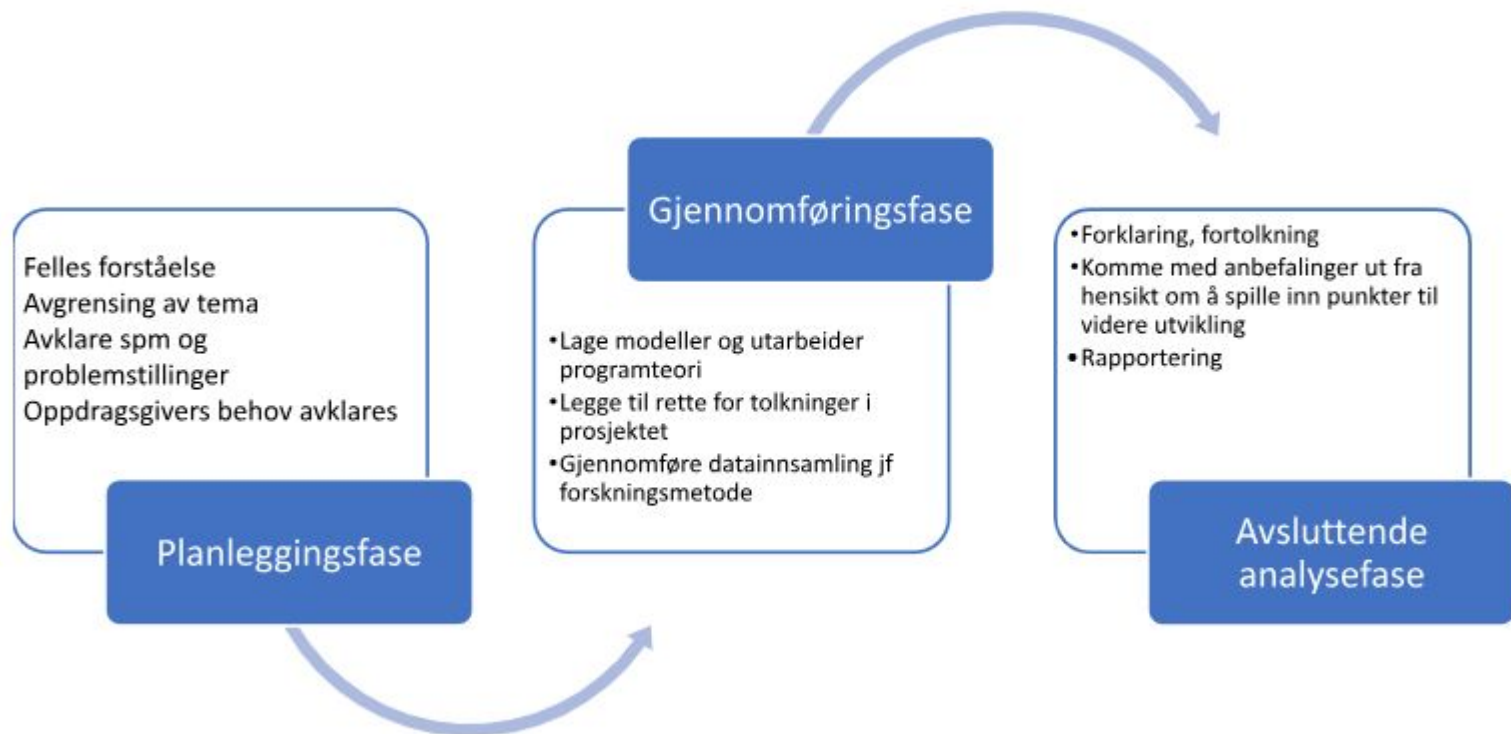 Felles forståelse
Avgrensing av tema
Avklare spm og
problemstillinger
Oppdragsgivers behov avklares
Planleggingsfase
Gjennomføringsfase
•Lage modeller og utarbeider
programteori
•Legge til rette for tolkninger i
prosjektet
•Gjennomføre datainnsamling jf
forskningsmetode
•Forklaring, fortolkning
•Komme med anbefalinger ut fra
hensikt om å spille inn punkter til
videre utvikling
•Rapportering
Avsluttende
analysefase